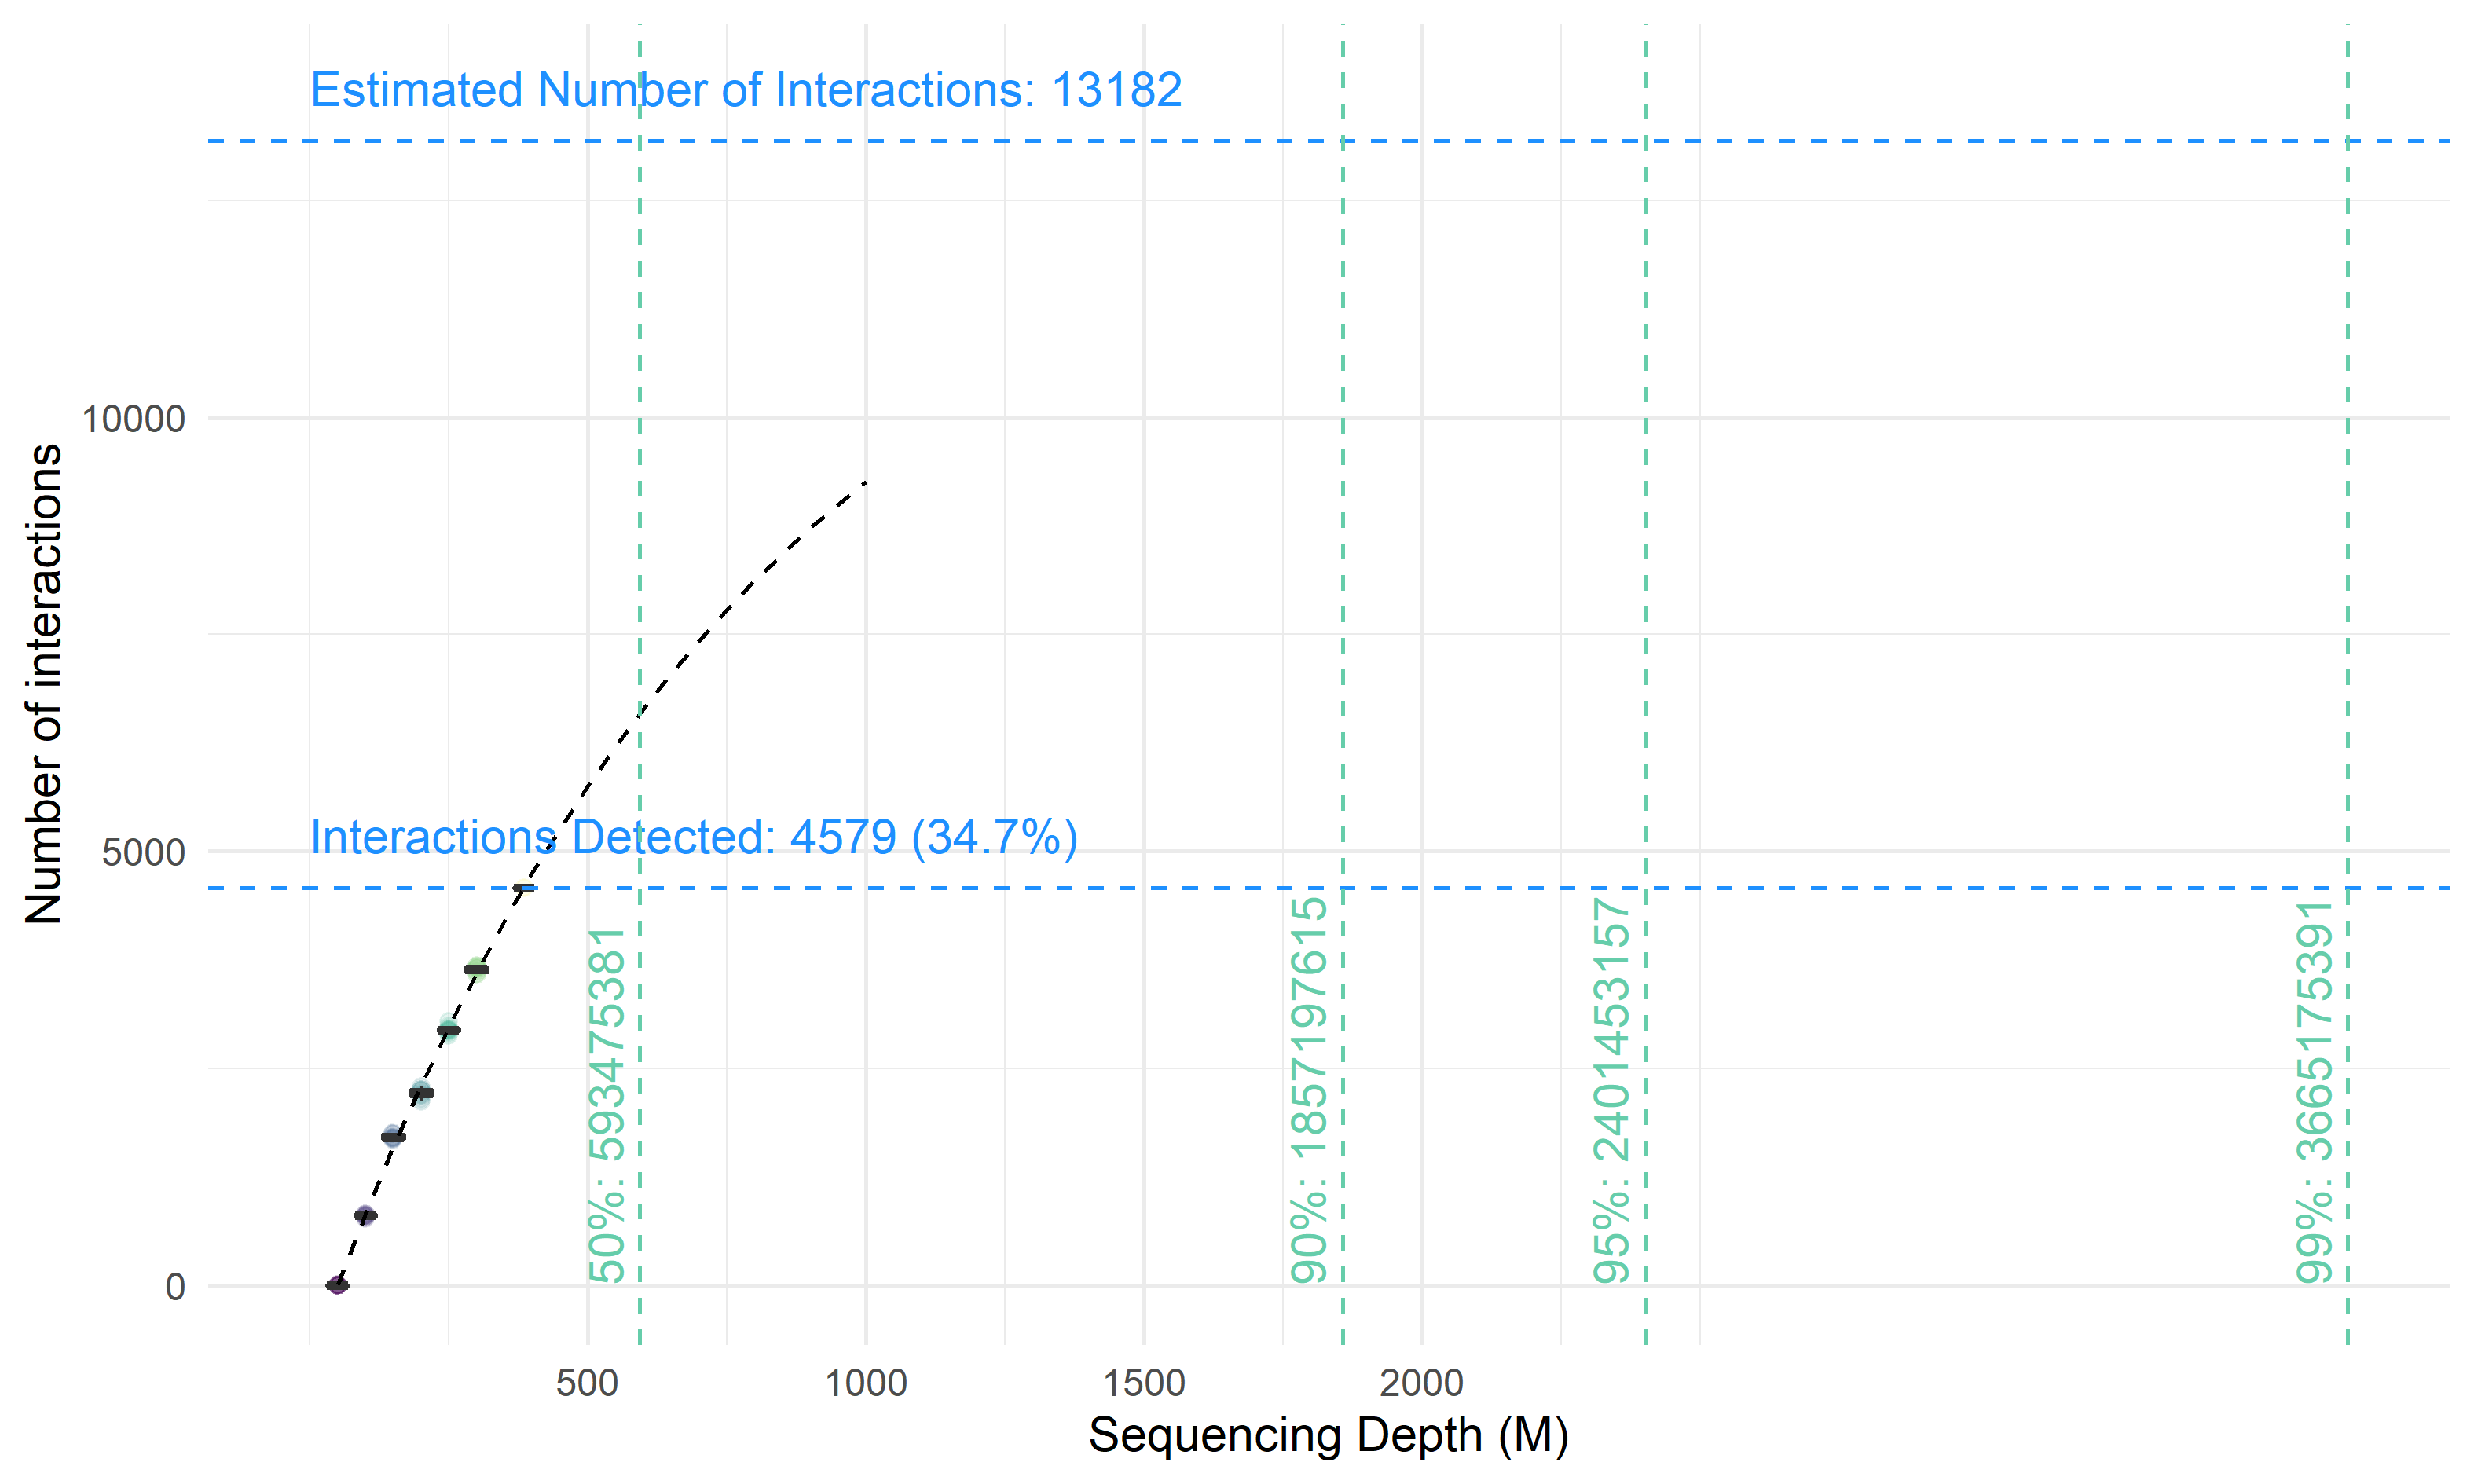 Estimated Number of Interactions: 13182
10000
Number of interactions
Interactions Detected: 4579 (34.7%)
5000
50%: 593475381
90%: 1857197615
95%: 2401453157
99%: 3665175391
0
500
1000
1500
2000
Sequencing Depth (M)